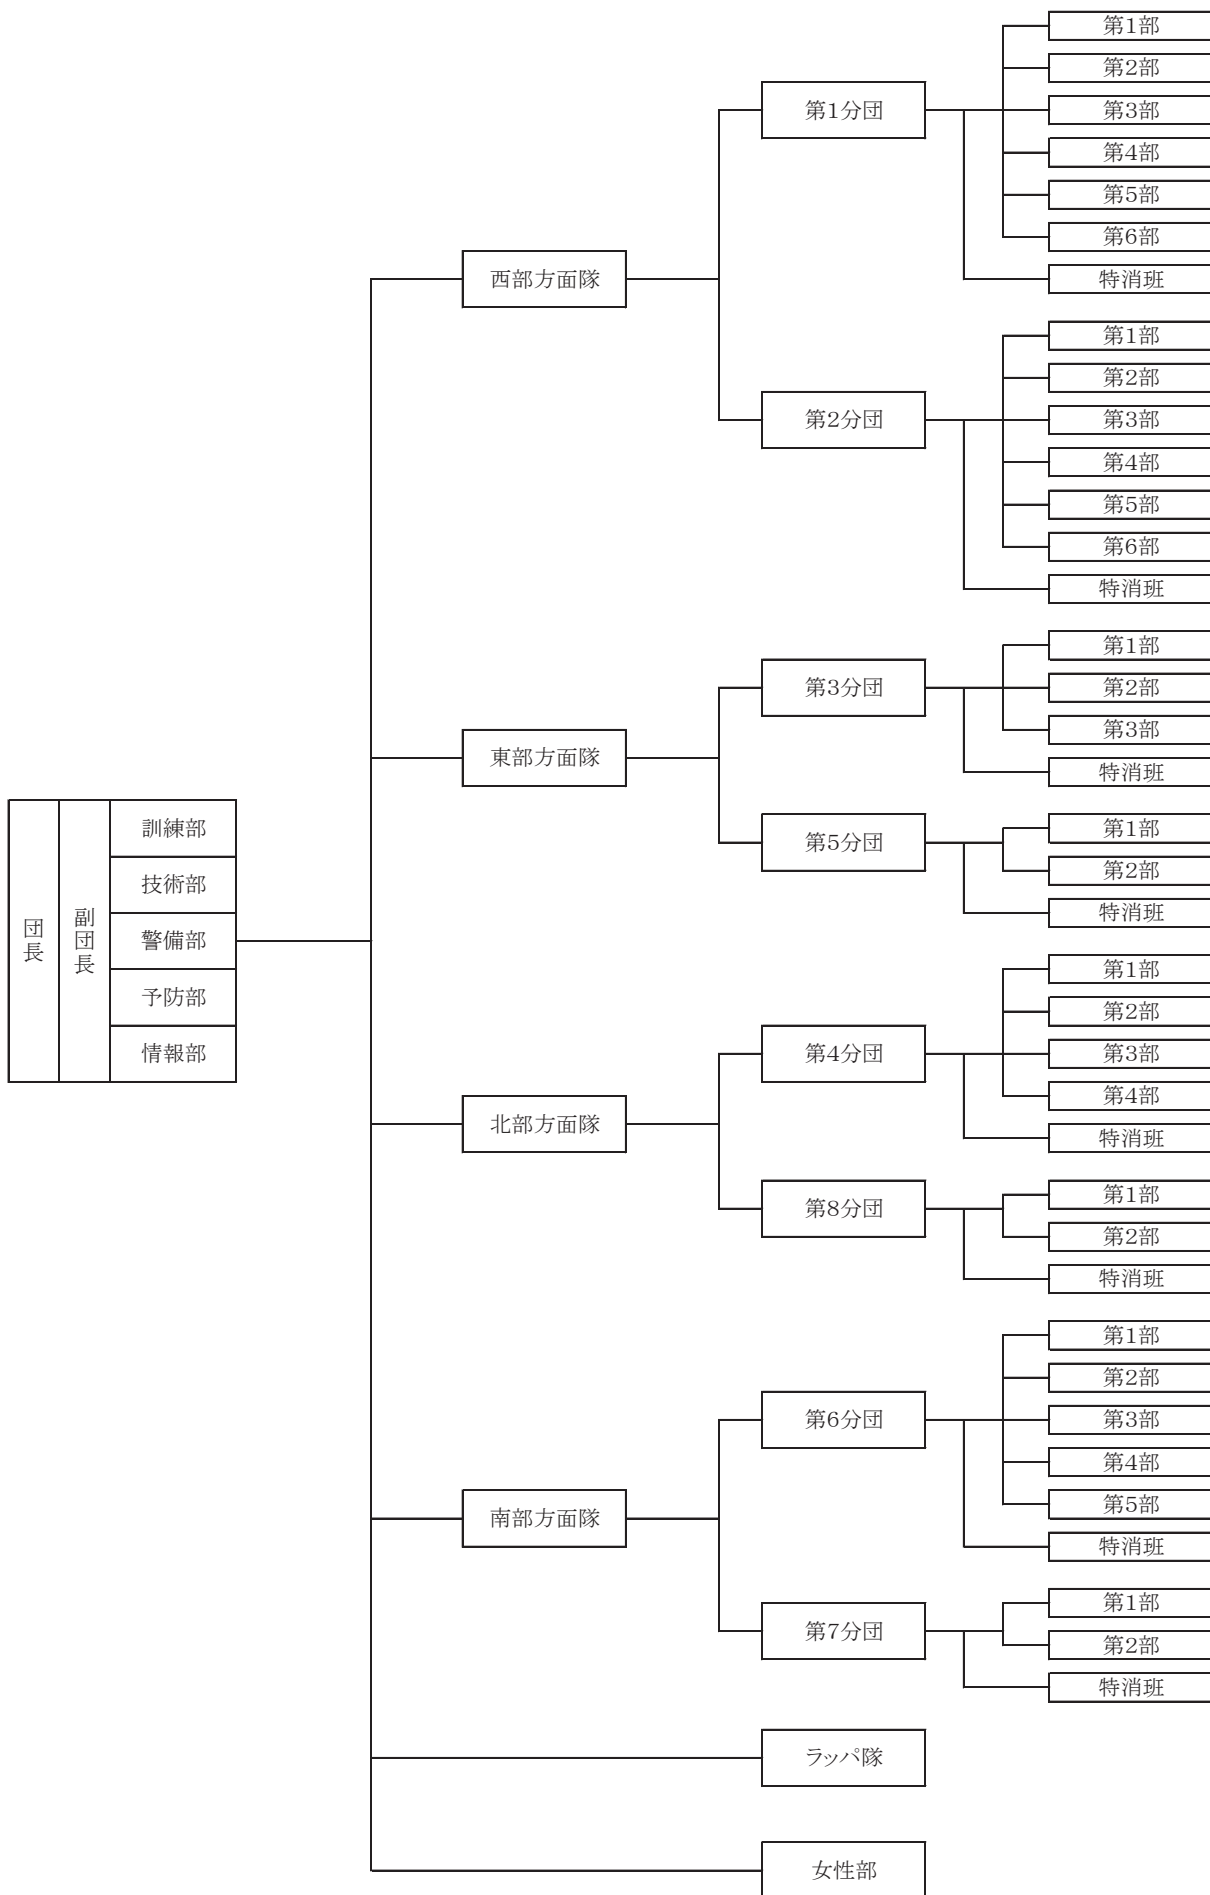 団長
副団長
訓練部
技術部
警備部
予防部
情報部
西部方面隊
第1分団
第1部
第2部
第3部
第4部
第5部
第6部
特消班
第2分団
第1部
第2部
第3部
第4部
第5部
第6部
特消班
東部方面隊
第3分団
第1部
第2部
第3部
特消班
第5分団
第1部
第2部
特消班
北部方面隊
第4分団
第1部
第2部
第3部
第4部
特消班
第8分団
第1部
第2部
特消班
南部方面隊
第6分団
第1部
第2部
第3部
第4部
第5部
特消班
第7分団
第1部
第2部
特消班
ラッパ隊
女性部